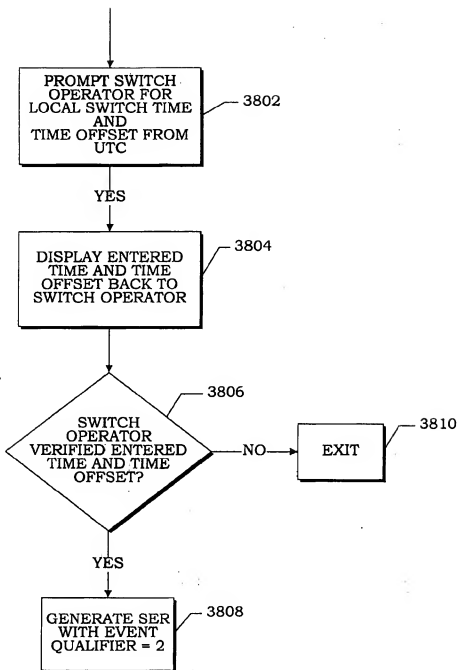 PROMPT SWITCH
OPERATOR FOR
LOCAL SWITCH TIME
AND
TIME OFFSET FROM
UTC
3802
YES
DISPLAY ENTERED
TIME AND TIME
OFFSET BACK TO
SWITCH OPERATOR
3804
SWITCH
OPERATOR
VERIFIED ENTERED
TIME AND TIME
OFFSET?
3806
NO
EXIT
3810
YES
GENERATE SER
WITH EVENT
QUALIFIER = 2
3808